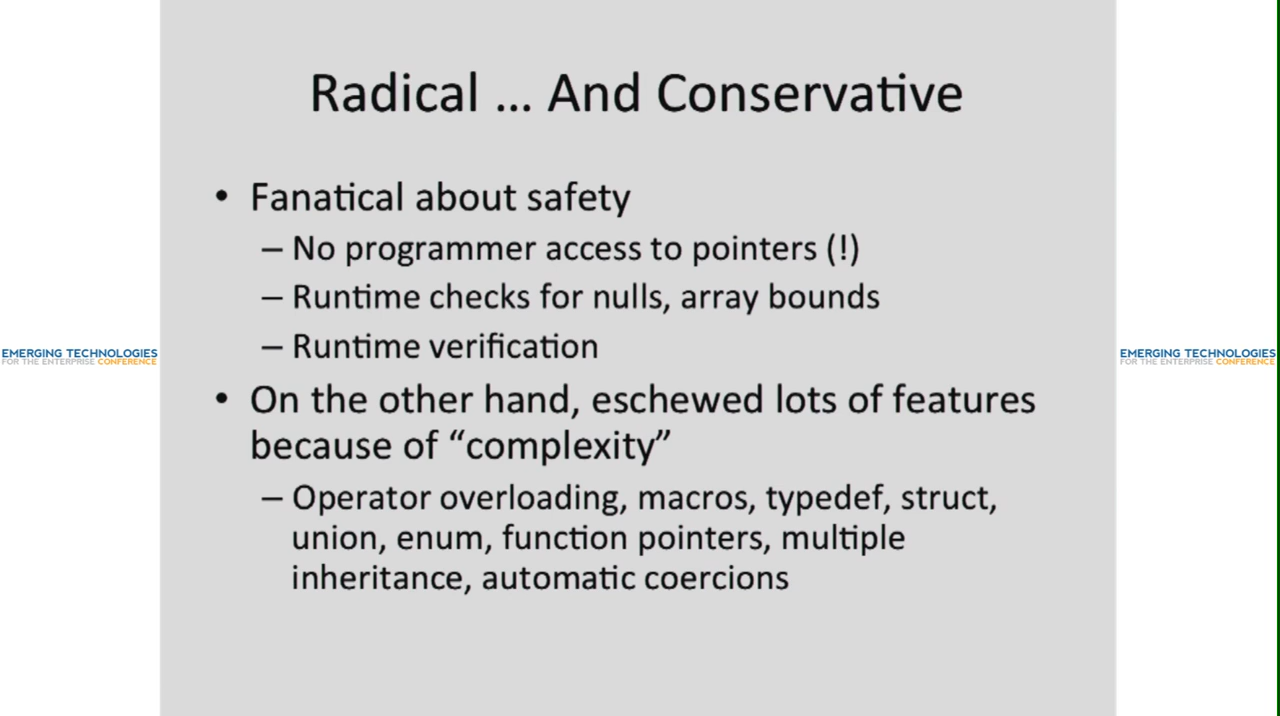 Radical ... And Conservative
• Fanatical about safety
– No programmer access to pointers (!)
– Runtime checks for nulls, array bounds
– Runtime verification
EMERGING TECHNOLOGIES
FOR THE ENTERPRISE CONFERENCE
EMERGING TECHNOLOGIES
FOR THE ENTERPRISE CONFERENCE
• On the other hand, eschewed lots of features
because of “complexity”
– Operator overloading, macros, typedef, struct,
union, enum, function pointers, multiple
inheritance, automatic coercions